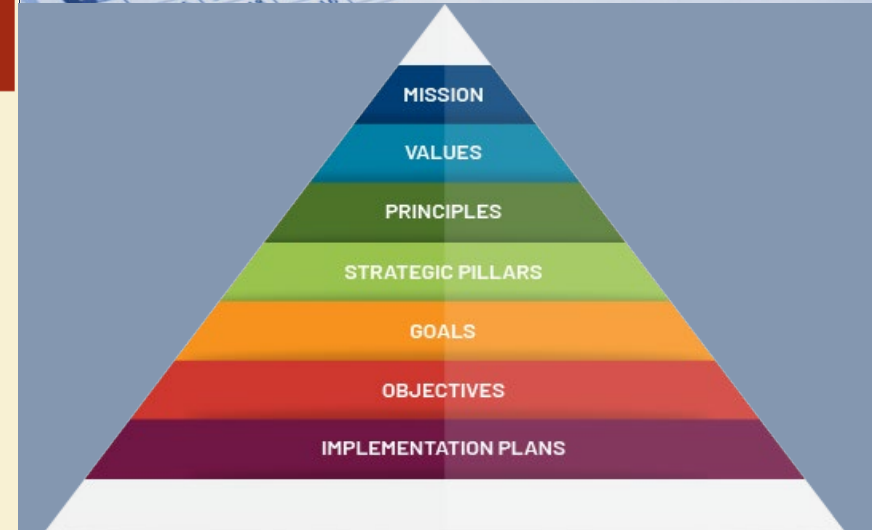 MISSION
VALUES
PRINCIPLES
STRATEGIC PILLARS
GOALS
OBJECTIVES
IMPLEMENTATION PLANS